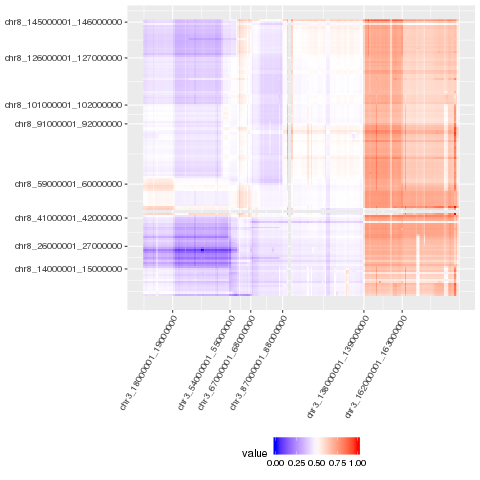 chr8_145000001_146000000
chr8_126000001_127000000
chr8_101000001_102000000
chr8_91000001_92000000
chr8_59000001_60000000
chr8_41000001_42000000
chr8_26000001_27000000
chr8_14000001_15000000
chr3_18000001_19000000
chr3_54000001_55000000
chr3_67000001_68000000
chr3_87000001_88000000
chr3_138000001_139000000
chr3_162000001_163000000
value
0.00 0.25 0.50 0.75 1.00